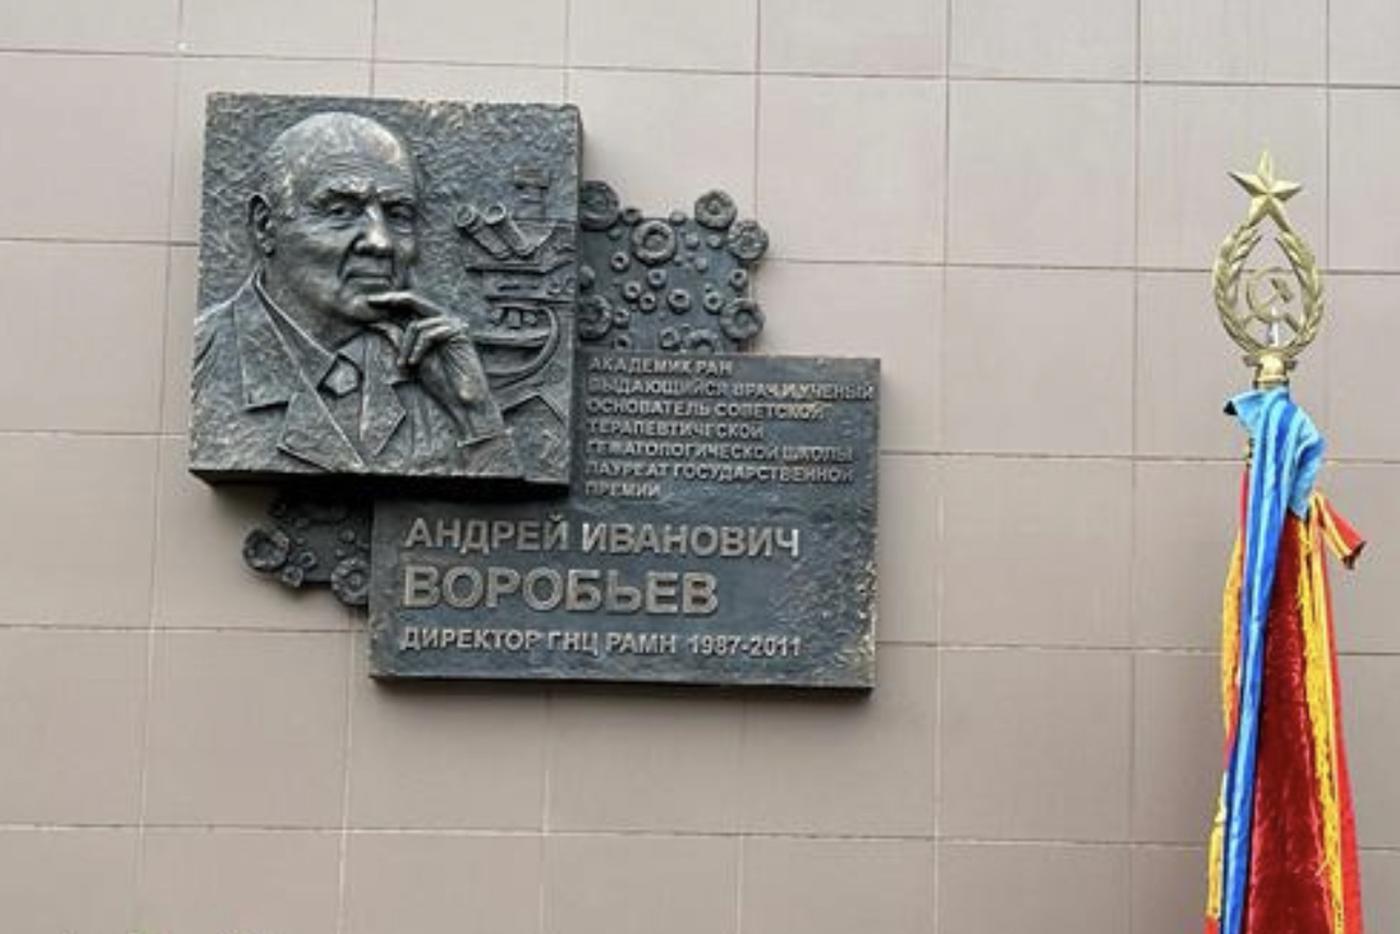 АКАДЕМИК РАН
ВЫДАЮЩИЙСЯ ВРАЧ И УЧЕНЫЙ
ОСНОВАТЕЛЬ СОВЕТСКОЙ
ТЕРАПЕВТИЧЕСКОЙ
ГЕМАТОЛОГИЧЕСКОЙ ШКОЛЫ
ЛАУРЕАТ ГОСУДАРСТВЕННОЙ
ПРЕМИИ
АНДРЕЙ ИВАНОВИЧ
ВОРОБЬЕВ
ДИРЕКТОР ГНЦ РАМН 1987-2011